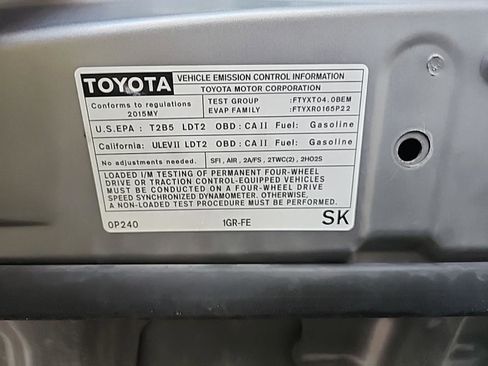 TOYOTA
VEHICLE EMISSION CONTROL INFORMATION
TOYOTA MOTOR CORPORATION
Conforms to regulations
2015MY
TEST GROUP :FTYXT04.0BEM
EVAP FAMILY :FTYXR0165P22
U.S.EPA : T2B5 LDT2 OBD : CA II Fuel: Gasoline
California: ULEVII LDT2 OBD : CA II Fuel: Gasoline
No adjustments needed.
SFI , AIR , 2A/FS , 2TWC(2) , 2HO2S
LOADED I/M TESTING OF PERMANENT FOUR-WHEEL
DRIVE OR TRACTION CONTROL-EQUIPPED VEHICLES
MUST BE CONDUCTED ON A FOUR-WHEEL DRIVE
SPEED SYNCHRONIZED DYNAMOMETER. OTHERWISE,
A NON-LOADED TEST PROCEDURE MUST BE PERFORMED.
0P240 1GR-FE SK